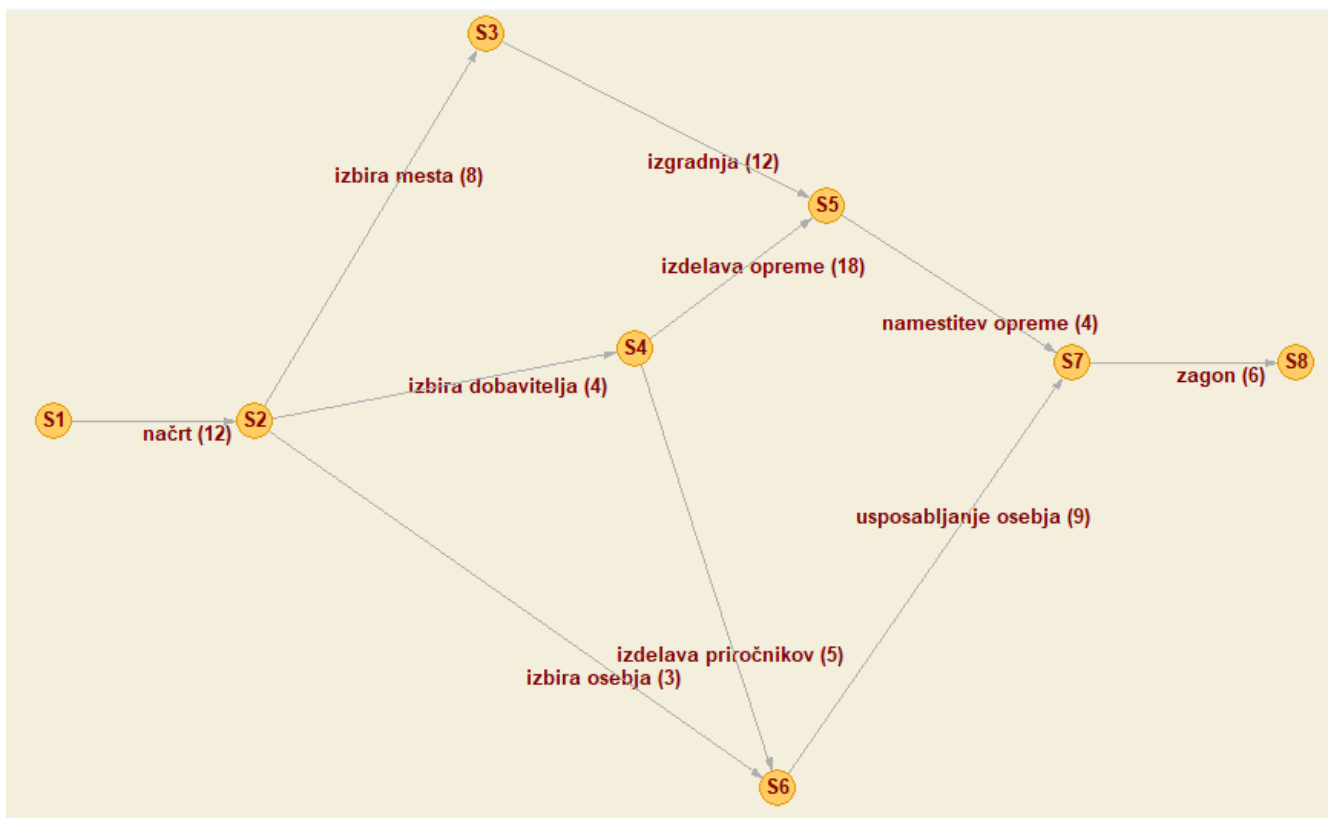 S3
izgradnja (12)
izbira mesta (8)
S5
izdelava opreme (18)
namestitev opreme (4)
S4
S7
S8
zagon (6)
izbira dobavitelja (4)
S1
S2
načrt (12)
usposabljanje osebja (9)
izdelava priročnikov (5)
izbira osebja (3)
S6